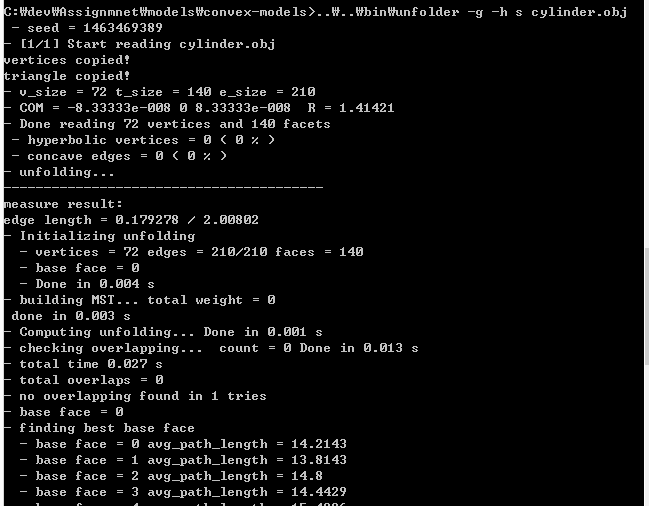 C:₩dev₩Assignmnet₩models₩convex-models>..₩..₩bin₩unfolder -g -h s cylinder.obj
- seed = 1463469389
- [1/1] Start reading cylinder.obj
vertices copied!
triangle copied!
- v_size = 72 t_size = 140 e_size = 210
- COM = -8.33333e-008 0 8.33333e-008  R = 1.41421
- Done reading 72 vertices and 140 facets
- hyperbolic vertices = 0 ( 0 % )
- concave edges = 0 ( 0 % )
- unfolding...
----------------------------------------
measure result:
edge length = 0.179278 / 2.00802
- Initializing unfolding
- vertices = 72 edges = 210/210 faces = 140
- base face = 0
- Done in 0.004 s
- building MST... total weight = 0
done in 0.003 s
- Computing unfolding... Done in 0.001 s
- checking overlapping...  count = 0 Done in 0.013 s
- total time 0.027 s
- total overlaps = 0
- no overlapping found in 1 tries
- base face = 0
- finding best base face
- base face = 0 avg_path_length = 14.2143
- base face = 1 avg_path_length = 13.8143
- base face = 2 avg_path_length = 14.8
- base face = 3 avg_path_length = 14.4429